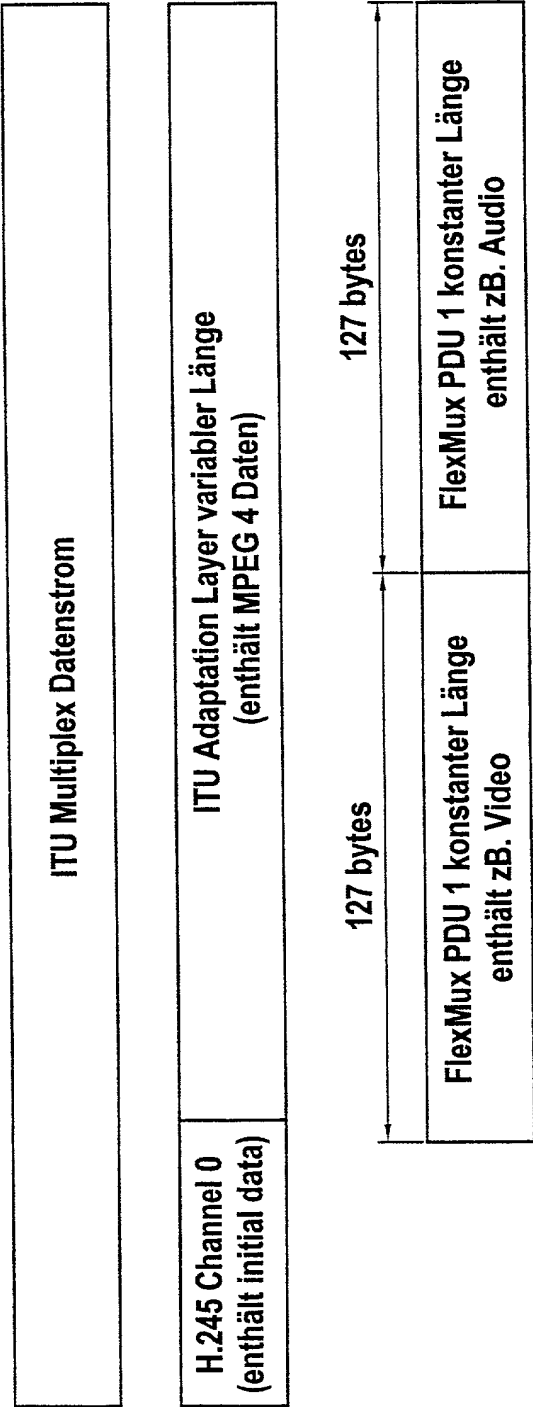 ITU Multiplex Datenstrom
H.245 Channel 0
(enthält initial data)
ITU Adaptation Layer variabler Länge
(enthält MPEG 4 Daten)
127 bytes
127 bytes
FlexMux PDU 1 konstanter Länge
enthält zB. Video
FlexMux PDU 1 konstanter Länge
enthält zB. Audio